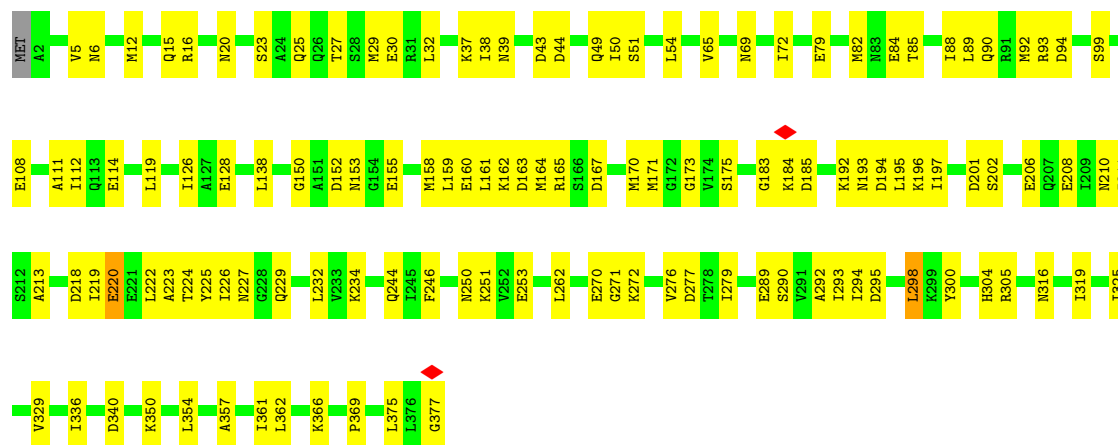 MET A2 V5 N6 M12 Q15 R16 N20 S23 A24 Q25 Q26 T27 S28 M29 E30 R31 L32 K37 I38 N39 D43 D44 Q49 I50 S51 L54 V65 N69 I72 E79 M82 N83 E84 T85 I88 L89 Q90 R91 M92 R93 D94 S99
E108 A111 I112 Q113 E114 L119 I126 A127 E128 L138 G150 A151 D152 N153 G154 E155 M158 L159 E160 L161 K162 D163 M164 R165 S166 D167 M170 M171 G172 G173 V174 S175 G183 K184 D185 K192 N193 D194 L195 K196 I197 D201 S202 E206 Q207 E208 I209 N210
S212 A213 D218 I219 E220 E221 L222 A223 T224 Y225 I226 N227 G228 Q229 L232 V233 K234 Q244 I245 F246 N250 K251 V252 E253 L262 E270 G271 K272 V276 D277 T278 I279 E289 S290 V291 A292 I293 I294 D295 L298 K299 Y300 H304 R305 N316 I319
V329 I336 D340 K350 L354 A357 I361 L362 K366 P369 L375 L376 G377